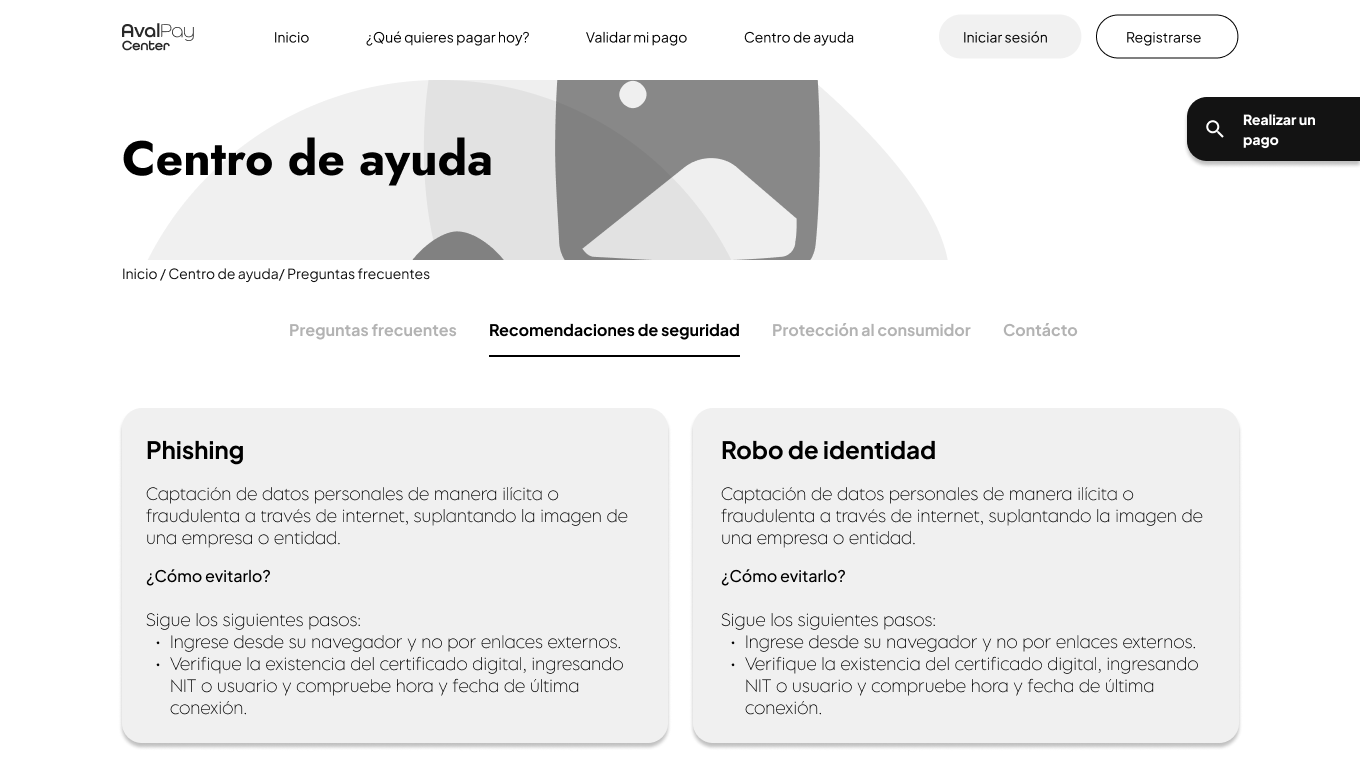 AvalPay
Center
Inicio
¿Qué quieres pagar hoy?
Validar mi pago
Centro de ayuda
Iniciar sesión
Registrarse
Realizar un
pago
Centro de ayuda
Inicio / Centro de ayuda/ Preguntas frecuentes
Preguntas frecuentes
Recomendaciones de seguridad
Protección al consumidor
Contácto
Phishing
Captación de datos personales de manera ilícita o
fraudulenta a través de internet, suplantando la imagen de
una empresa o entidad.
¿Cómo evitarlo?
Sigue los siguientes pasos:
• Ingrese desde su navegador y no por enlaces externos.
• Verifique la existencia del certificado digital, ingresando
NIT o usuario y compruebe hora y fecha de última
conexión.
Robo de identidad
Captación de datos personales de manera ilícita o
fraudulenta a través de internet, suplantando la imagen de
una empresa o entidad.
¿Cómo evitarlo?
Sigue los siguientes pasos:
• Ingrese desde su navegador y no por enlaces externos.
• Verifique la existencia del certificado digital, ingresando
NIT o usuario y compruebe hora y fecha de última
conexión.